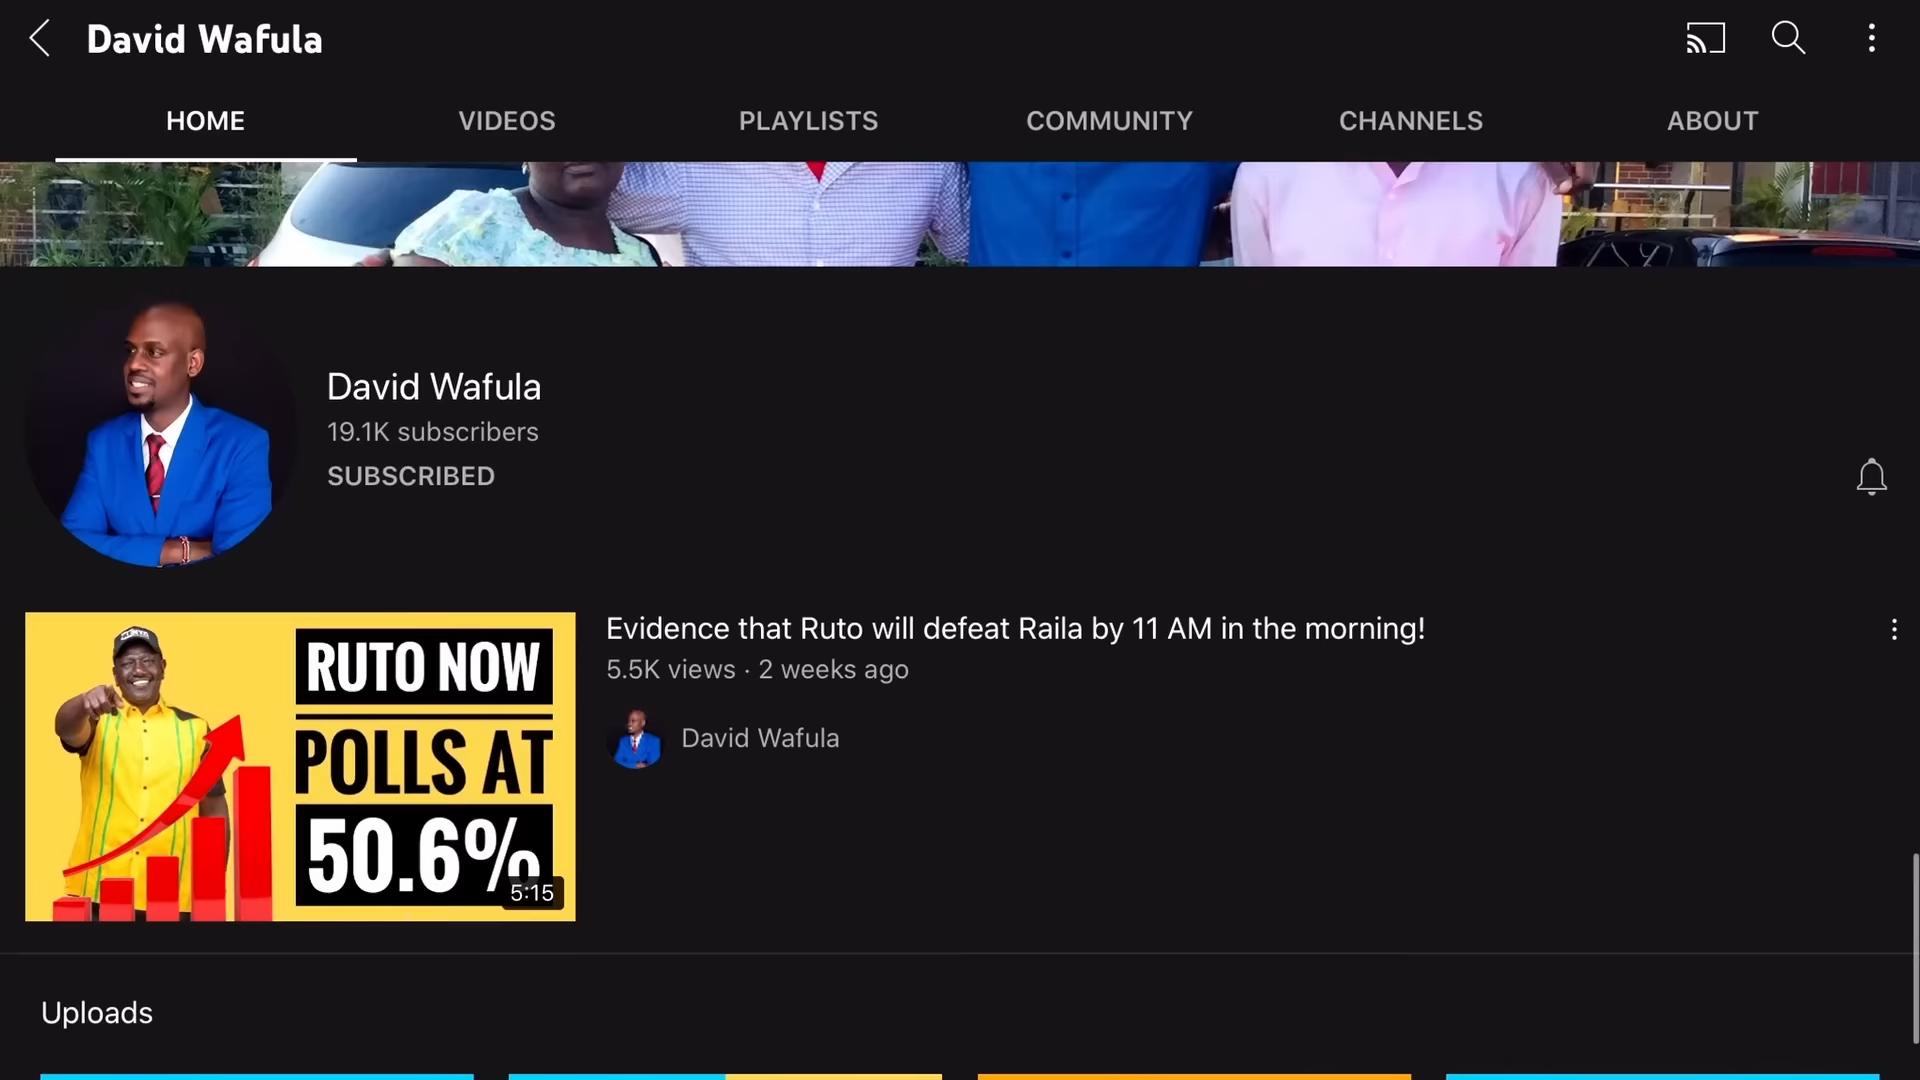 David Wafula
HOME
VIDEOS
PLAYLISTS
COMMUNITY
CHANNELS
ABOUT
David Wafula
19.1K subscribers
SUBSCRIBED
RUTO NOW
POLLS AT
50.6%
5:15
Evidence that Ruto will defeat Raila by 11 AM in the morning!
5.5K views · 2 weeks ago
David Wafula
Uploads